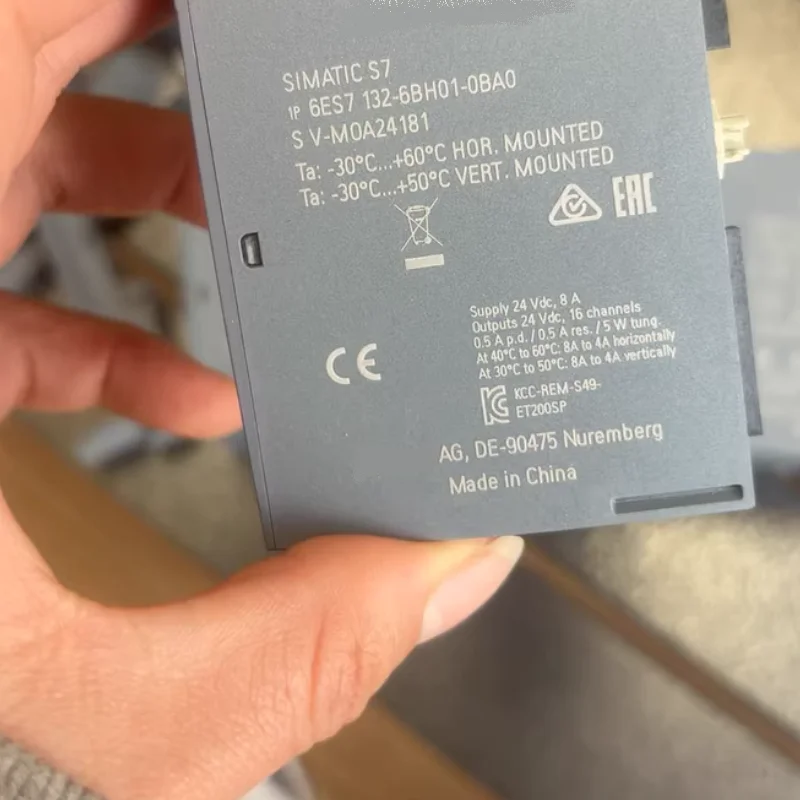 SIMATIC S7
1P 6ES7 132-6BH01-0BA0
S V-M0A24181
Ta: -30°C...+60°C HOR. MOUNTED
Ta: -30°C...+50°C VERT. MOUNTED
EAC
Supply 24 Vdc, 8 A
Outputs 24 Vdc, 16 channels
0.5 A p.d./ 0.5 A res. / 5 W tung.
At 40°C to 60°C: 8A to 4A horizontally
At 30°C to 50°C: 8A to 4A vertically
CE
KCC-REM-S49-
ET200SP
AG, DE-90475 Nuremberg
Made in China